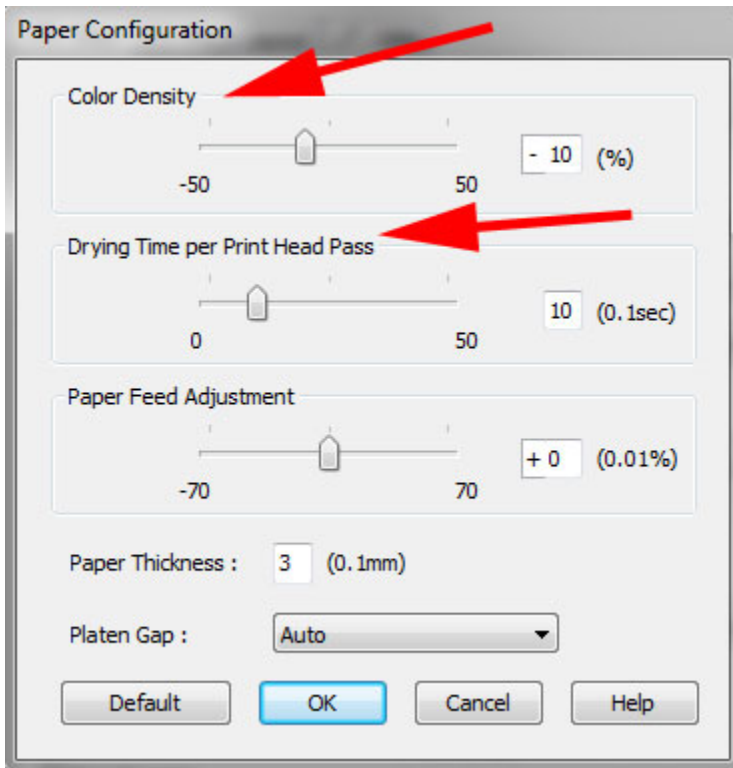 Paper Configuration
Color Density
- 10 (%)
-50 50
Drying Time per Print Head Pass
10 (0.1sec)
0 50
Paper Feed Adjustment
+ 0 (0.01%)
-70 70
Paper Thickness : 3 (0.1mm)
Platen Gap : Auto
Default OK Cancel Help